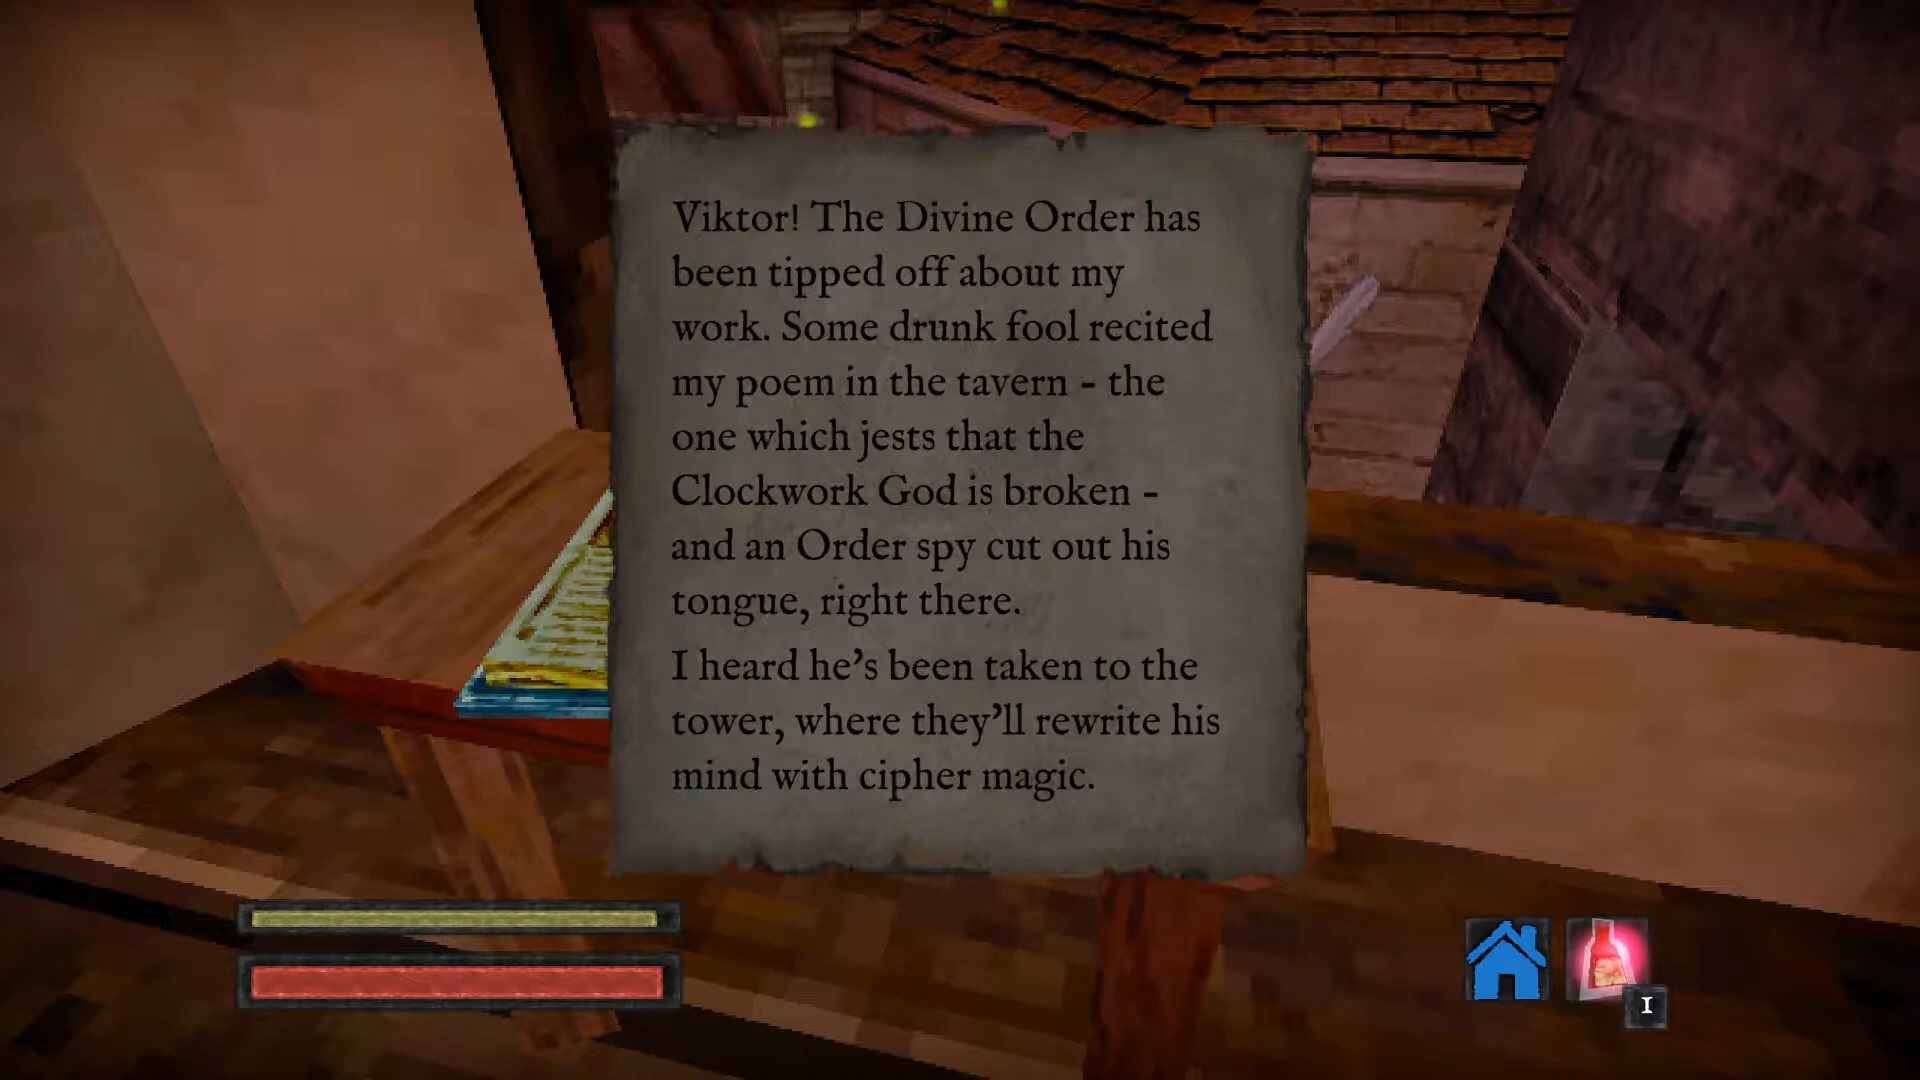 Viktor! The Divine Order has
been tipped off about my
work. Some drunk fool recited
my poem in the tavern - the
one which jests that the
Clockwork God is broken -
and an Order spy cut out his
tongue, right there.
I heard he's been taken to the
tower, where they'll rewrite his
mind with cipher magic.
I